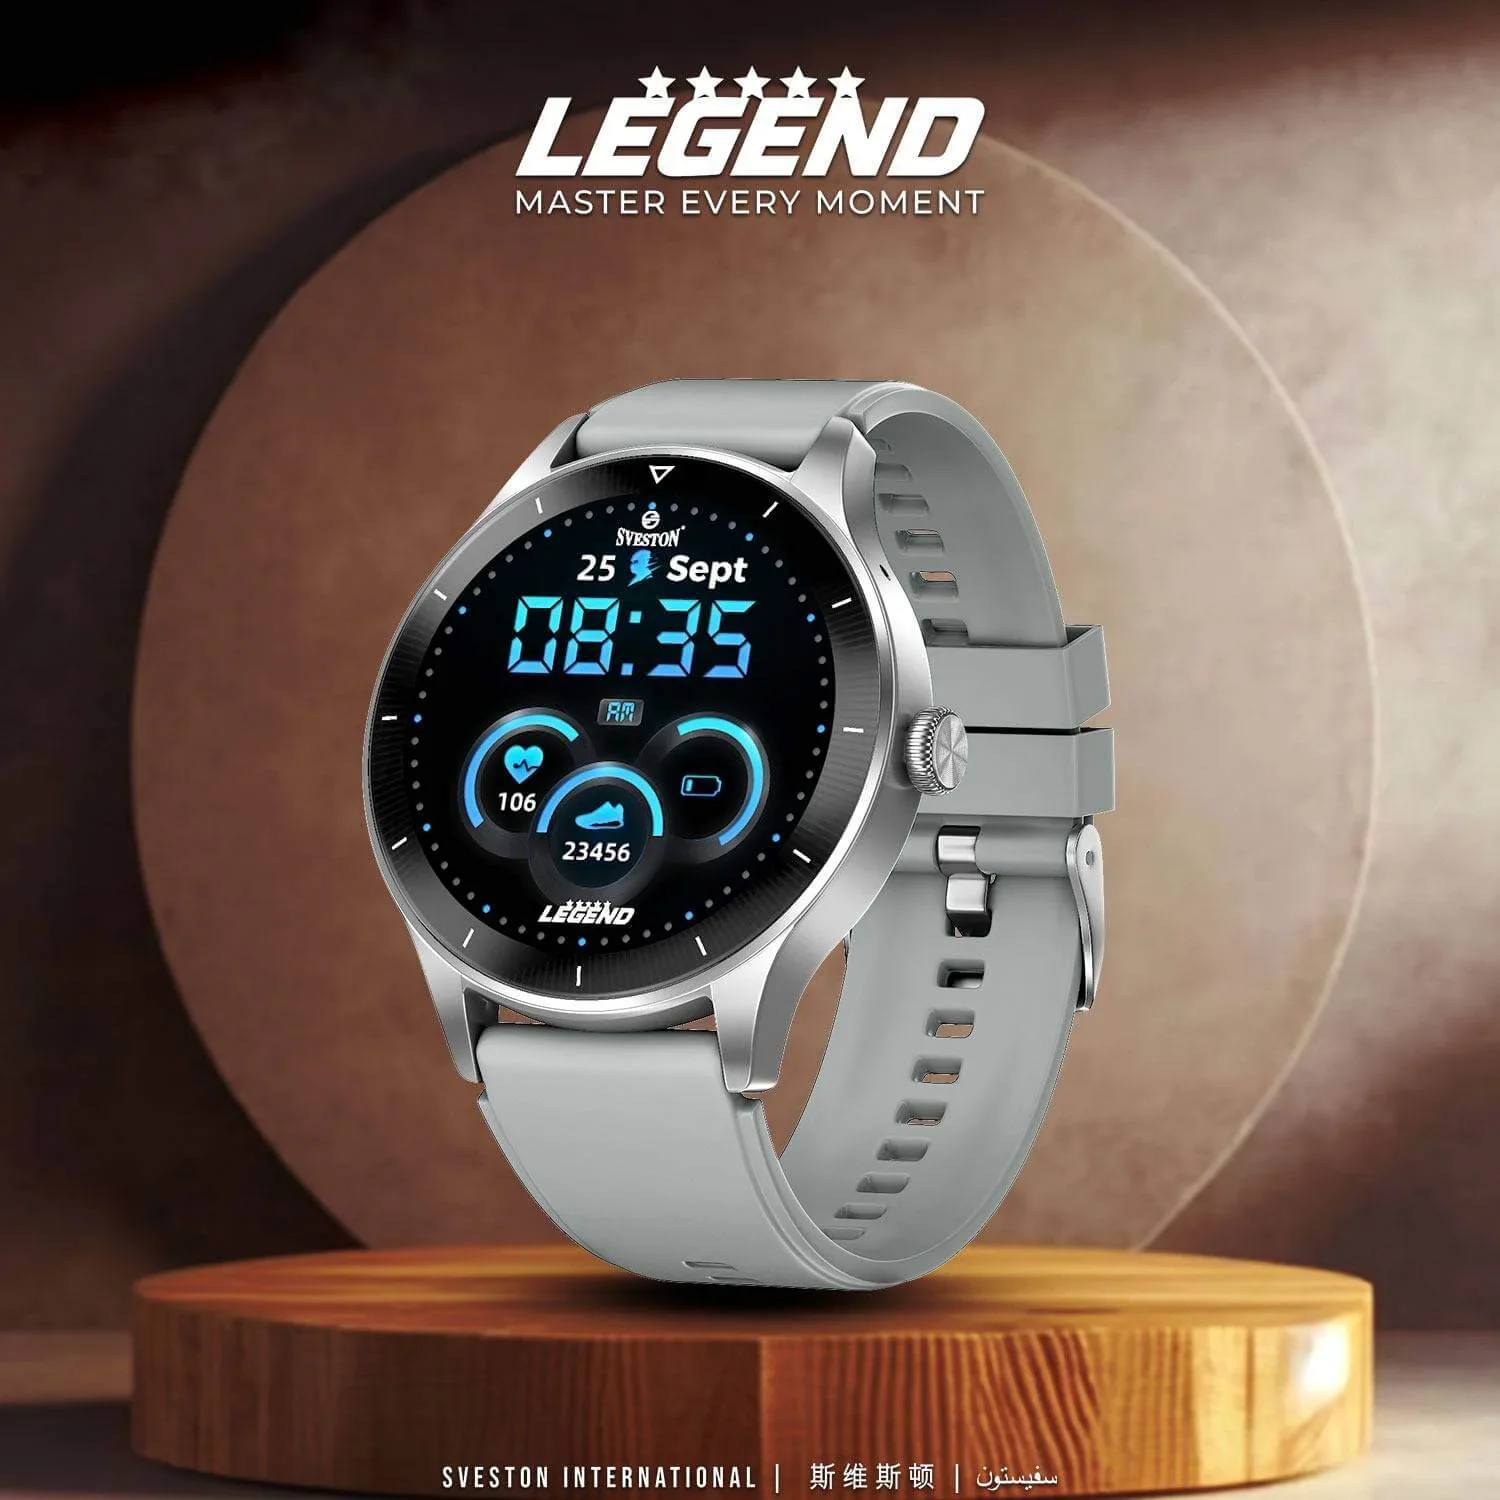 LEGEND
MASTER EVERY MOMENT
SVESTON
25 Sept
08:35
AM
106
23456
LEGEND
SVESTON INTERNATIONAL | 斯维斯顿 | سفيستون